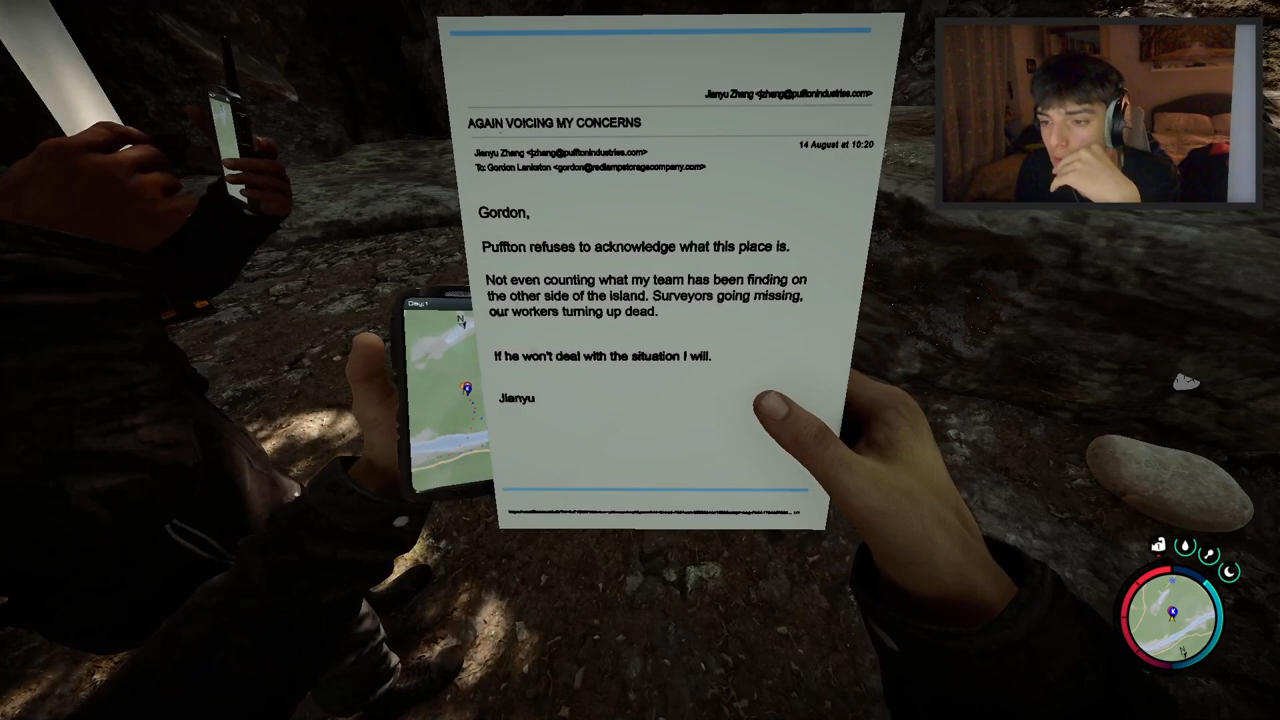 Jianyu Zhang <jzhang@pufftonindustries.com>
AGAIN VOICING MY CONCERNS
14 August at 10:20
Jianyu Zhang <jzhang@pufftonindustries.com>
To: Gordon Lankston <gordon@redlampstoragecompany.com>
Gordon,
Puffton refuses to acknowledge what this place is.
Not even counting what my team has been finding on
the other side of the island. Surveyors going missing,
our workers turning up dead.
If he won't deal with the situation I will.
Jianyu
Day:1
N
K
N